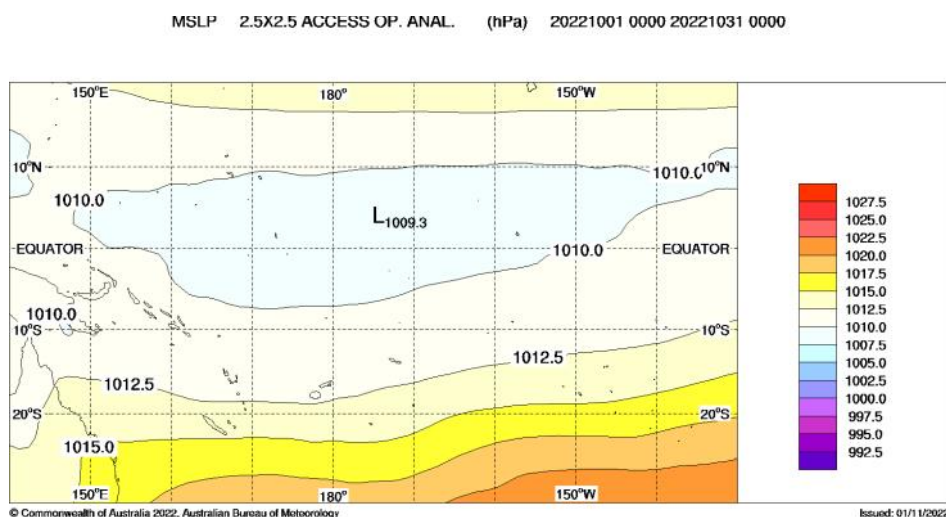 MSLP 2.5X2.5 ACCESS OP. ANAL. (hPa) 20221001 0000 20221031 0000
150°E 180° 150°W
10°N 1010.0 10°N
1010.0
L1009.3
EQUATOR 1010.0 EQUATOR
1010.0
10°S 10°S
1012.5
1012.5
20°S 20°S
1015.0
150°E 180° 150°W
1027.5
1025.0
1022.5
1020.0
1017.5
1015.0
1012.5
1010.0
1007.5
1005.0
1002.5
1000.0
997.5
995.0
992.5
© Commonwealth of Australia 2022, Australian Bureau of Meteorology Issued: 01/11/2022